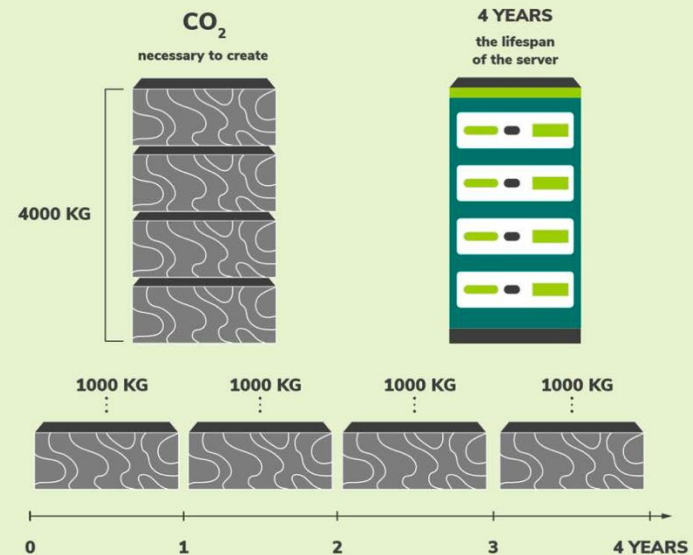 CO₂
necessary to create
4 YEARS
the lifespan
of the server
4000 KG
1000 KG
1000 KG
1000 KG
1000 KG
0
1
2
3
4 YEARS